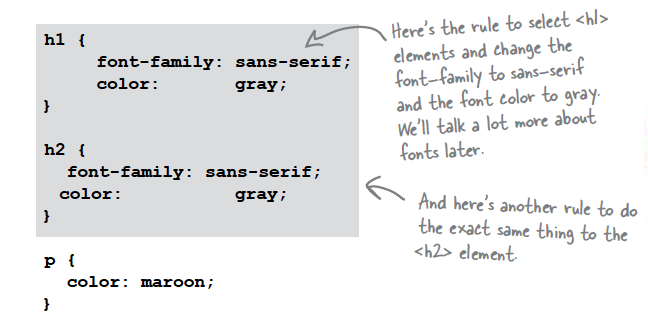 h1 {
font-family: sans-serif;
color: gray;
}
h2 {
font-family: sans-serif;
color: gray;
}
p {
color: maroon;
}
Here's the rule to select <h1>
elements and change the
font-family to sans-serif
and the font color to gray.
We'll talk a lot more about
fonts later.
And here's another rule to do
the exact same thing to the
<h2> element.